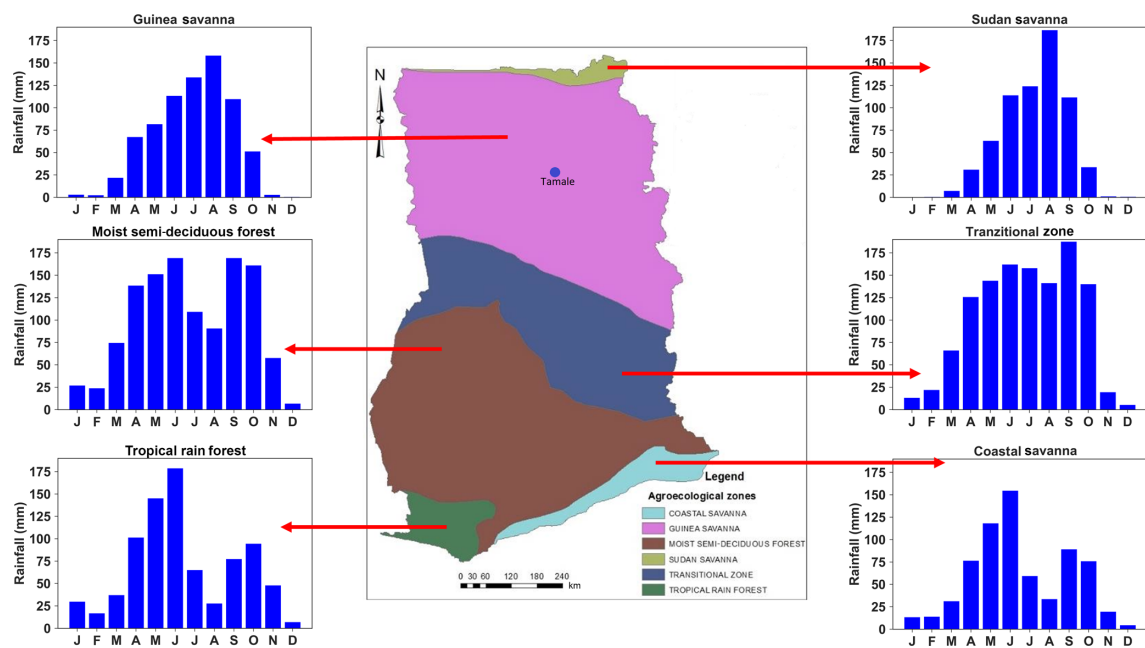 Guinea savanna
Rainfall (mm)
175
150
125
100
75
50
25
0
J F M A M J J A S O N D
Moist semi-deciduous forest
Rainfall (mm)
175
150
125
100
75
50
25
0
J F M A M J J A S O N D
Tropical rain forest
Rainfall (mm)
175
150
125
100
75
50
25
0
J F M A M J J A S O N D
N
Tamale
Legend
Agroecological zones
COASTAL SAVANNA
GUINEA SAVANNA
MOIST SEMI-DECIDUOUS FOREST
SUDAN SAVANNA
TRANSITIONAL ZONE
TROPICAL RAIN FOREST
0 30 60 120 180 240
km
Sudan savanna
Rainfall (mm)
175
150
125
100
75
50
25
0
J F M A M J J A S O N D
Tranzitional zone
Rainfall (mm)
175
150
125
100
75
50
25
0
J F M A M J J A S O N D
Coastal savanna
Rainfall (mm)
175
150
125
100
75
50
25
0
J F M A M J J A S O N D